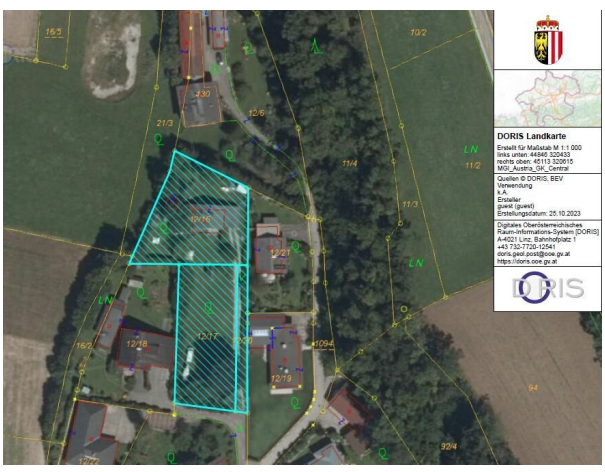 16/5
10/2
.130
12/6
21/3
Q
Q
LN
11/2
11/4
12/16
Q
11/3
Q
12/21
LN
LN
Q
Q
12/17
16/2
12/18
12/19
1094
Q
94
Q
Q
92/4
12/22
DORIS Landkarte
Erstellt für Maßstab M 1:1 000
links unten: 44846 320433
rechts oben: 45113 320615
MGI_Austria_GK_Central
Quellen © DORIS, BEV
Verwendung
k.A.
Ersteller
guest (guest)
Erstellungsdatum: 25.10.2023
Digitales Oberösterreichisches
Raum-Informations-System [DORIS]
A-4021 Linz, Bahnhofplatz 1
+43 732-7720-12541
doris.geol.post@ooe.gv.at
https://doris.ooe.gv.at
DORIS